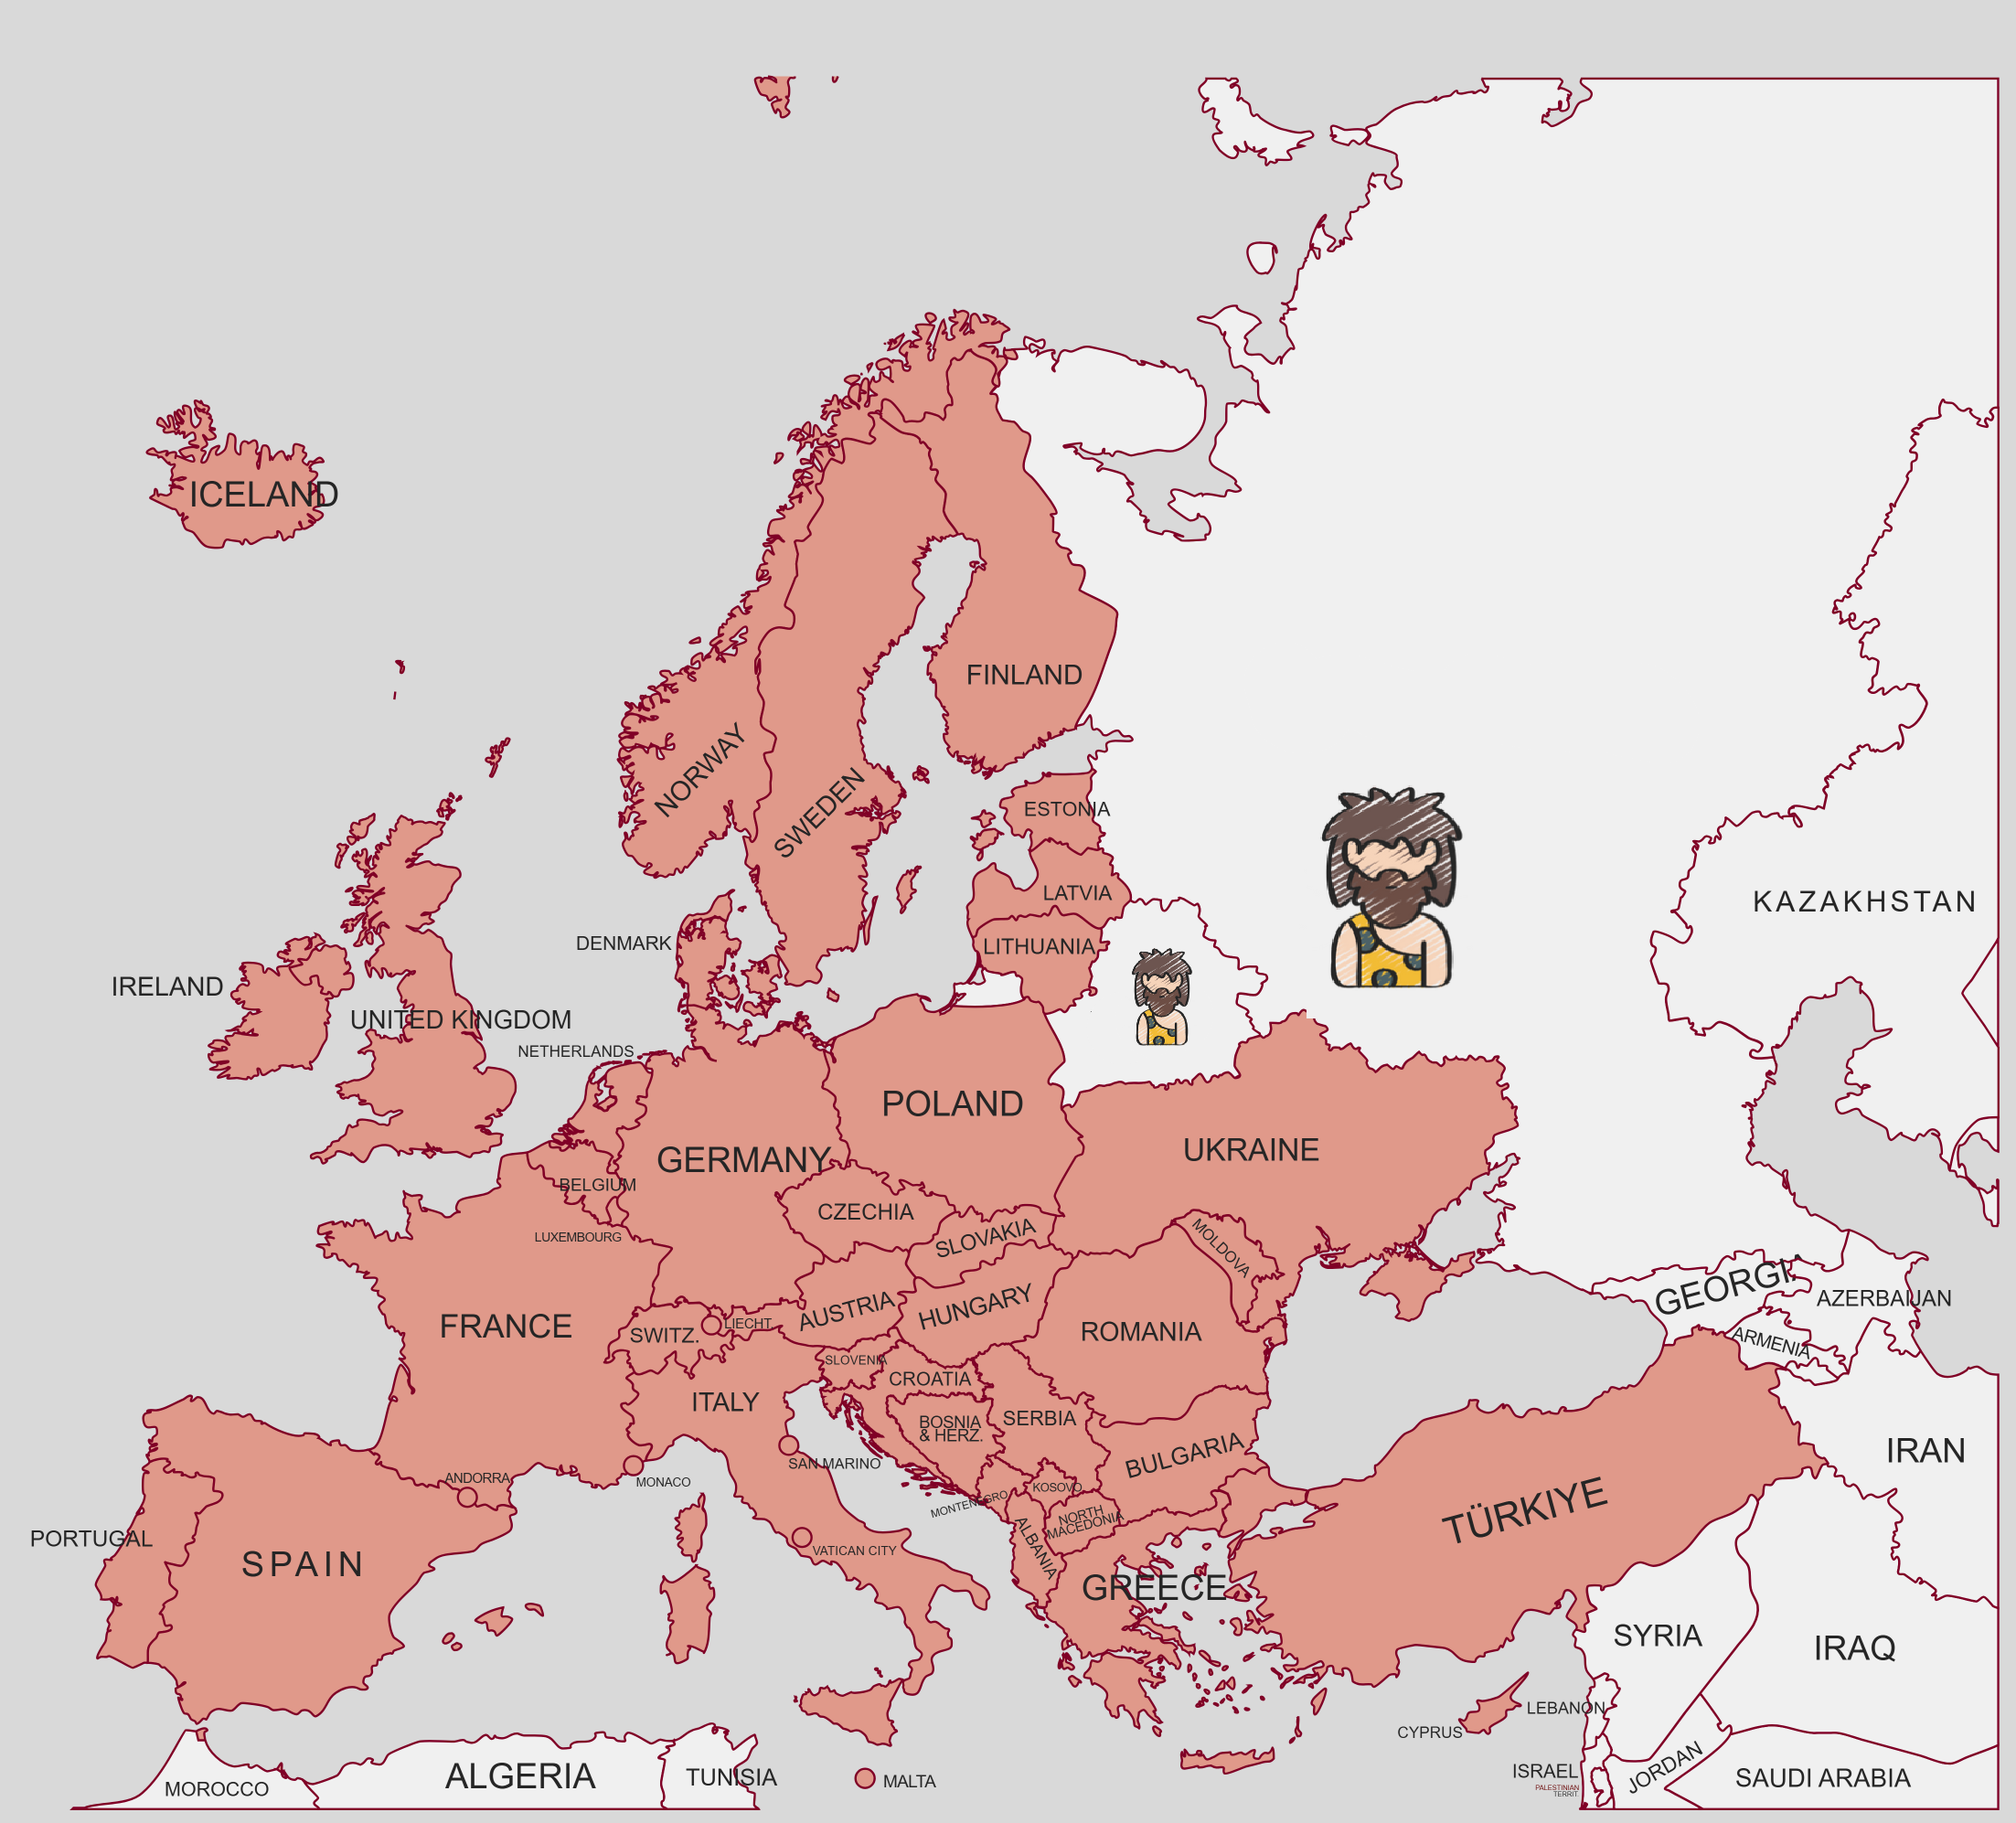 ICELAND
FINLAND
NORWAY
SWEDEN
ESTONIA
LATVIA
LITHUANIA
DENMARK
KAZAKHSTAN
IRELAND
UNITED KINGDOM
NETHERLANDS
POLAND
GERMANY
UKRAINE
BELGIUM
CZECHIA
LUXEMBOURG
SLOVAKIA
MOLDOVA
FRANCE
SWITZ.
LIECHT
AUSTRIA
HUNGARY
ROMANIA
GEORGI.
AZERBAIJAN
ARMENIA
SLOVENIA
CROATIA
ITALY
BOSNIA
& HERZ.
SERBIA
BULGARIA
IRAN
SAN MARINO
ANDORRA
MONACO
MONTENEGRO
KOSOVO
NORTH
MACEDONIA
ALBANIA
PORTUGAL
SPAIN
VATICAN CITY
GREECE
TÜRKIYE
SYRIA
IRAQ
LEBANON
CYPRUS
ISRAEL
PALESTINIAN
TERRIT.
JORDAN
SAUDI ARABIA
MOROCCO
ALGERIA
TUNISIA
MALTA